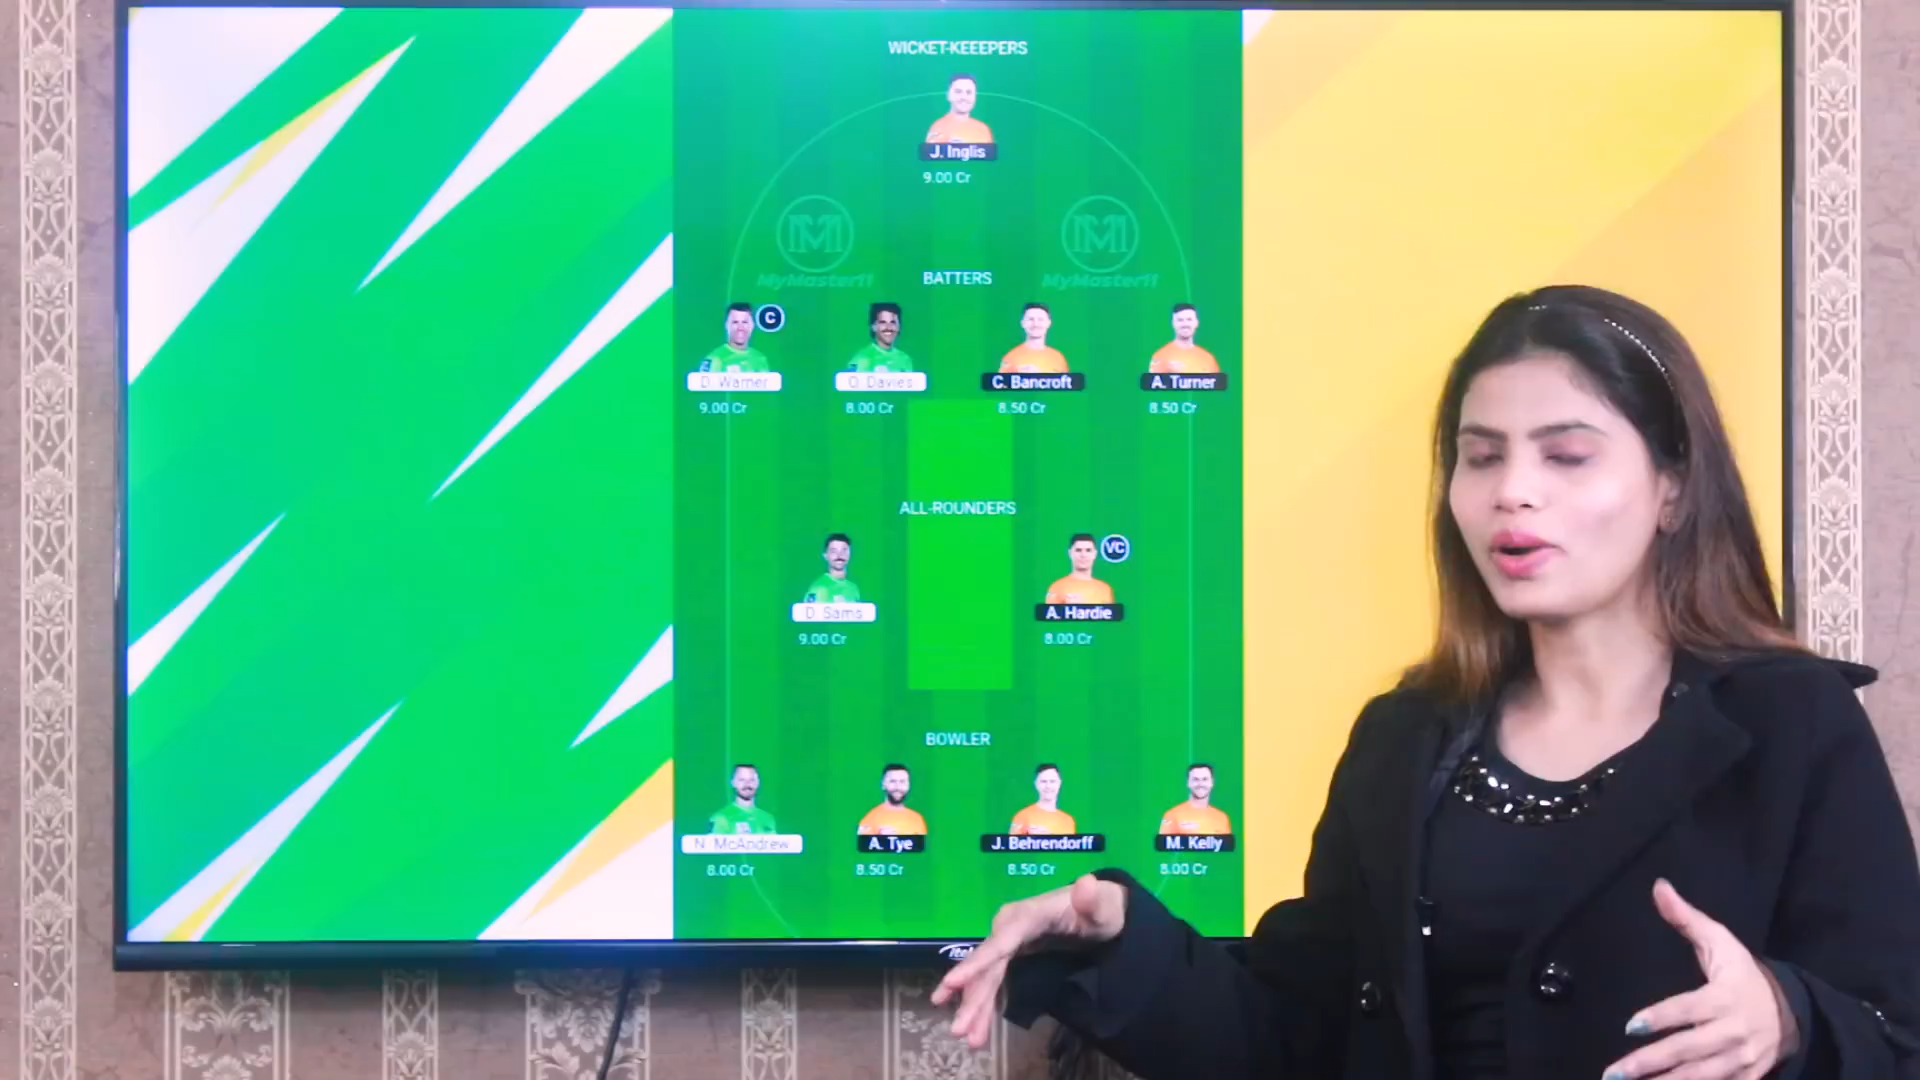 WICKET-KEEEPERS
J. Inglis
9.00 Cr
MyMaster11 MyMaster11
BATTERS
C
D. Warner O. Davies C. Bancroft A. Turner
9.00 Cr 8.00 Cr 8.50 Cr 8.50 Cr
ALL-ROUNDERS
VC
D. Sams A. Hardie
9.00 Cr 8.00 Cr
BOWLER
N. McAndrew A. Tye J. Behrendorff M. Kelly
8.00 Cr 8.50 Cr 8.50 Cr 8.00 Cr